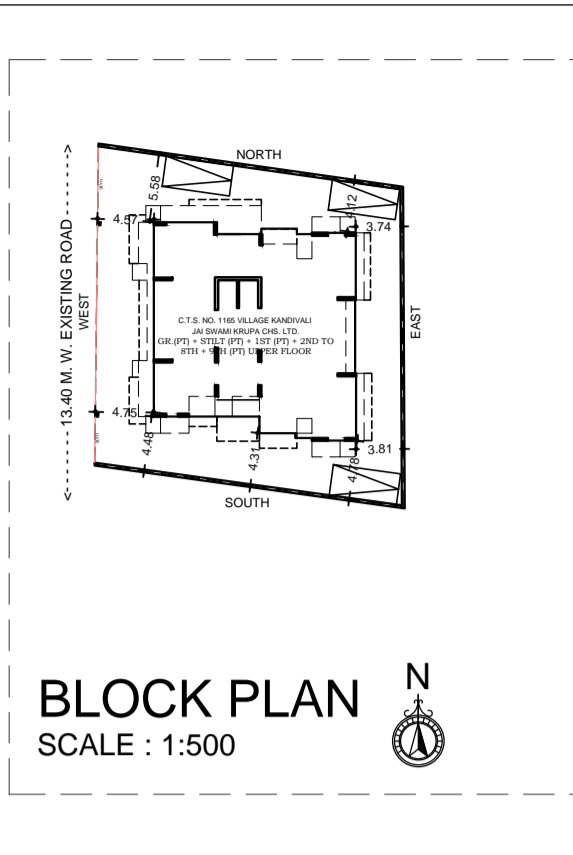 NORTH
5.58
4.12
4.57
3.74
13.40 M. W. EXISTING ROAD
WEST
EAST
C.T.S. NO. 1165 VILLAGE KANDIVALI
JAI SWAMI KRUPA CHS. LTD.
GR.(PT) + STILT (PT) + 1ST (PT) + 2ND TO
8TH + 9TH (PT) UPPER FLOOR
4.75
4.48
4.31
4.78
3.81
SOUTH
BLOCK PLAN
SCALE : 1:500
N